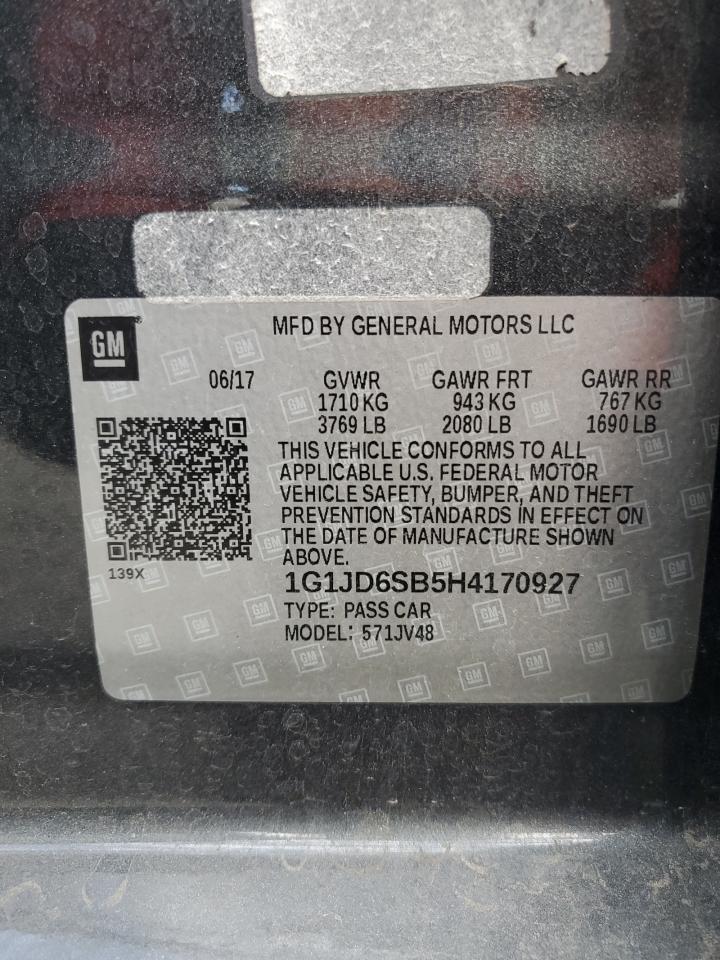 GM
MFD BY GENERAL MOTORS LLC
06/17 GVWR GAWR FRT GAWR RR
1710 KG 943 KG 767 KG
3769 LB 2080 LB 1690 LB
THIS VEHICLE CONFORMS TO ALL
APPLICABLE U.S. FEDERAL MOTOR
VEHICLE SAFETY, BUMPER, AND THEFT
PREVENTION STANDARDS IN EFFECT ON
THE DATE OF MANUFACTURE SHOWN
ABOVE.
139X
1G1JD6SB5H4170927
TYPE: PASS CAR
MODEL: 571JV48